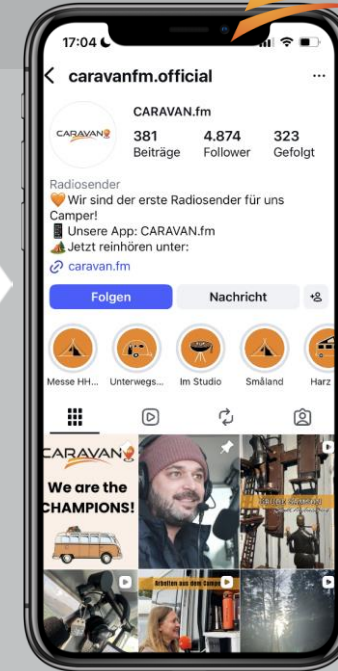 17:04
caravanfm.official
CARAVAN.fm
CARAVAN
381 4.874 323
Beiträge Follower Gefolgt
Radiosender
🧡Wir sind der erste Radiosender für uns
Camper!
📱Unsere App: CARAVAN.fm
🏕️Jetzt reinhören unter:
caravan.fm
Folgen Nachricht
Messe HH... Unterwegs... Im Studio Småland Harz
CARAVAN
We are the
CHAMPIONS!
Arbeiten aus dem Camper